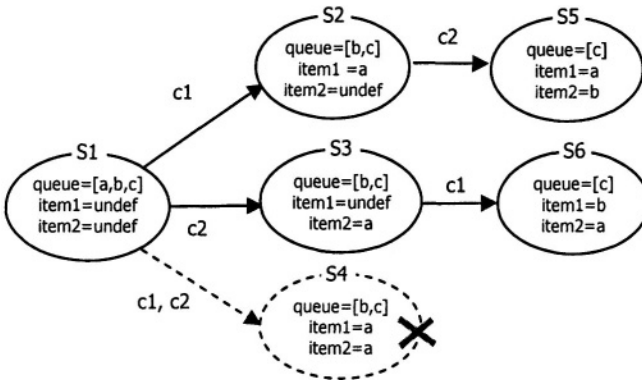 S2
queue=[b,c]
item1 =a
item2=undef
c2
S5
queue=[c]
item1=a
item2=b
c1
S1
queue=[a,b,c]
item1=undef
item2=undef
c2
S3
queue=[b,c]
item1=undef
item2=a
c1
S6
queue=[c]
item1=b
item2=a
c1, c2
S4
queue=[b,c]
item1=a
item2=a